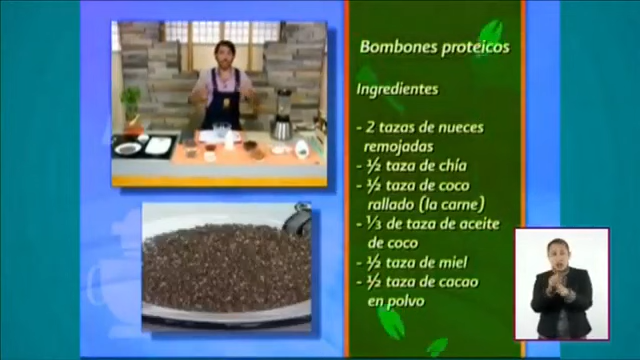 Bombones proteicos
Ingredientes
- 2 tazas de nueces
remojadas
- ½ taza de chía
- ½ taza de coco
rallado (la carne)
- ⅓ de taza de aceite
de coco
- ½ taza de miel
- ½ taza de cacao
en polvo